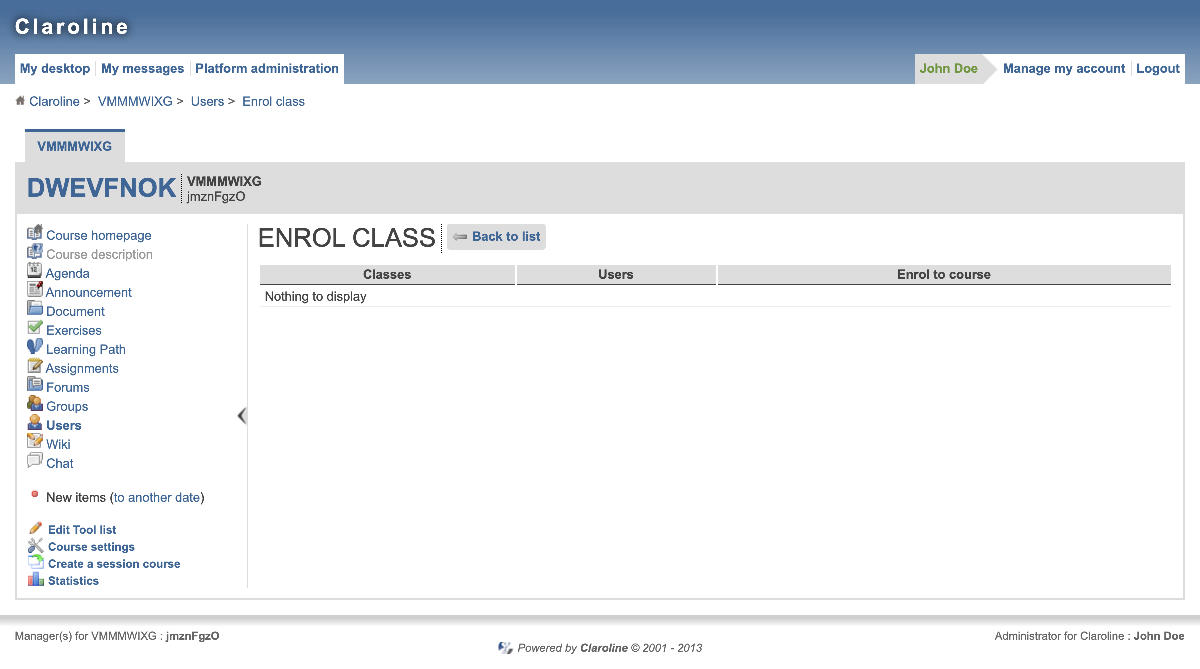 Claroline
My desktop My messages Platform administration
John Doe Manage my account Logout
Claroline > VMMMWIXG > Users > Enrol class
VMMMWIXG
DWEVFNOK
VMMMWIXG
jmznFgzO
Course homepage
Course description
Agenda
Announcement
Document
Exercises
Learning Path
Assignments
Forums
Groups
Users
Wiki
Chat
New items (to another date)
Edit Tool list
Course settings
Create a session course
Statistics
ENROL CLASS
Back to list
Classes Users Enrol to course
Nothing to display
Manager(s) for VMMMWIXG : jmznFgzO
Powered by Claroline © 2001 - 2013
Administrator for Claroline : John Doe